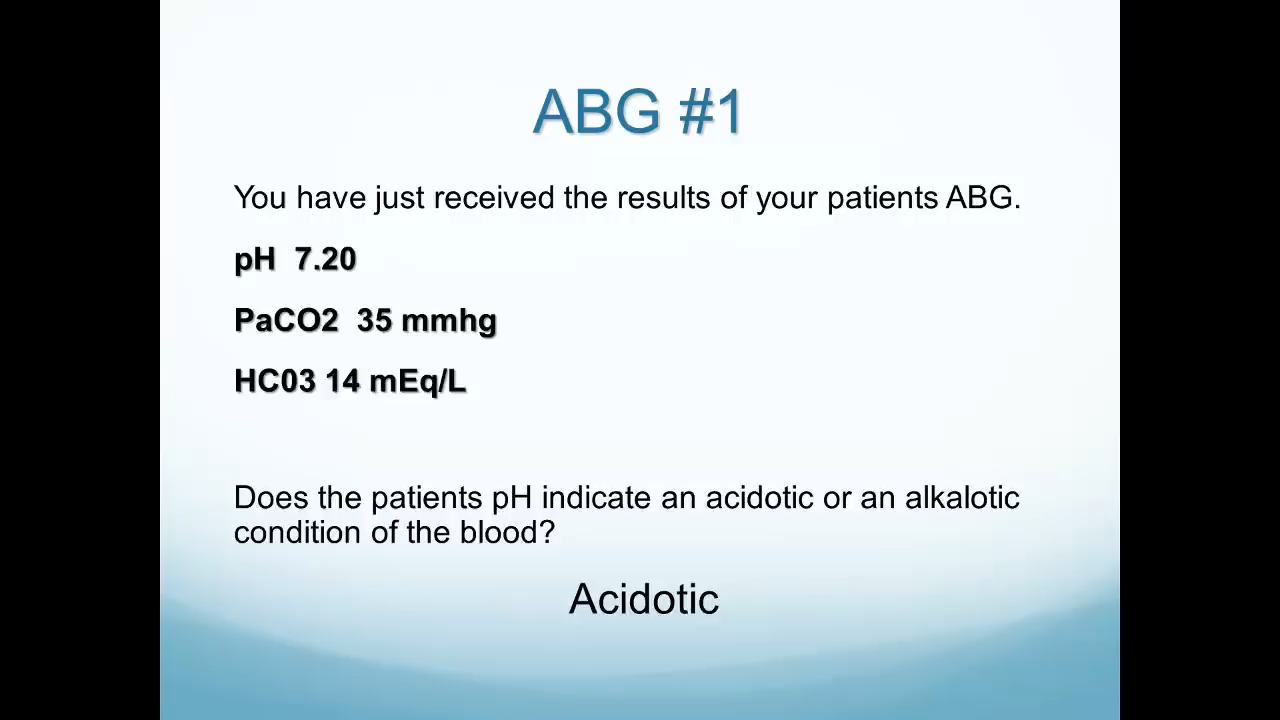 ABG #1
You have just received the results of your patients ABG.
pH 7.20
PaCO2 35 mmhg
HC03 14 mEq/L
Does the patients pH indicate an acidotic or an alkalotic
condition of the blood?
Acidotic